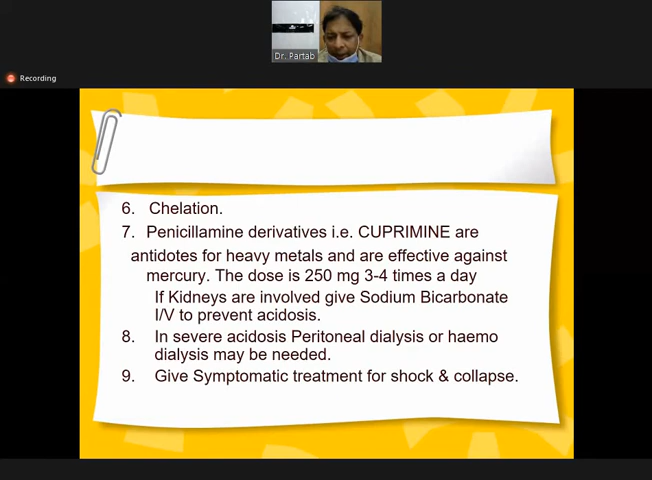 Dr. Partab
Recording
6. Chelation.
7. Penicillamine derivatives i.e. CUPRIMINE are
antidotes for heavy metals and are effective against
mercury. The dose is 250 mg 3-4 times a day
If Kidneys are involved give Sodium Bicarbonate
I/V to prevent acidosis.
8. In severe acidosis Peritoneal dialysis or haemo
dialysis may be needed.
9. Give Symptomatic treatment for shock & collapse.